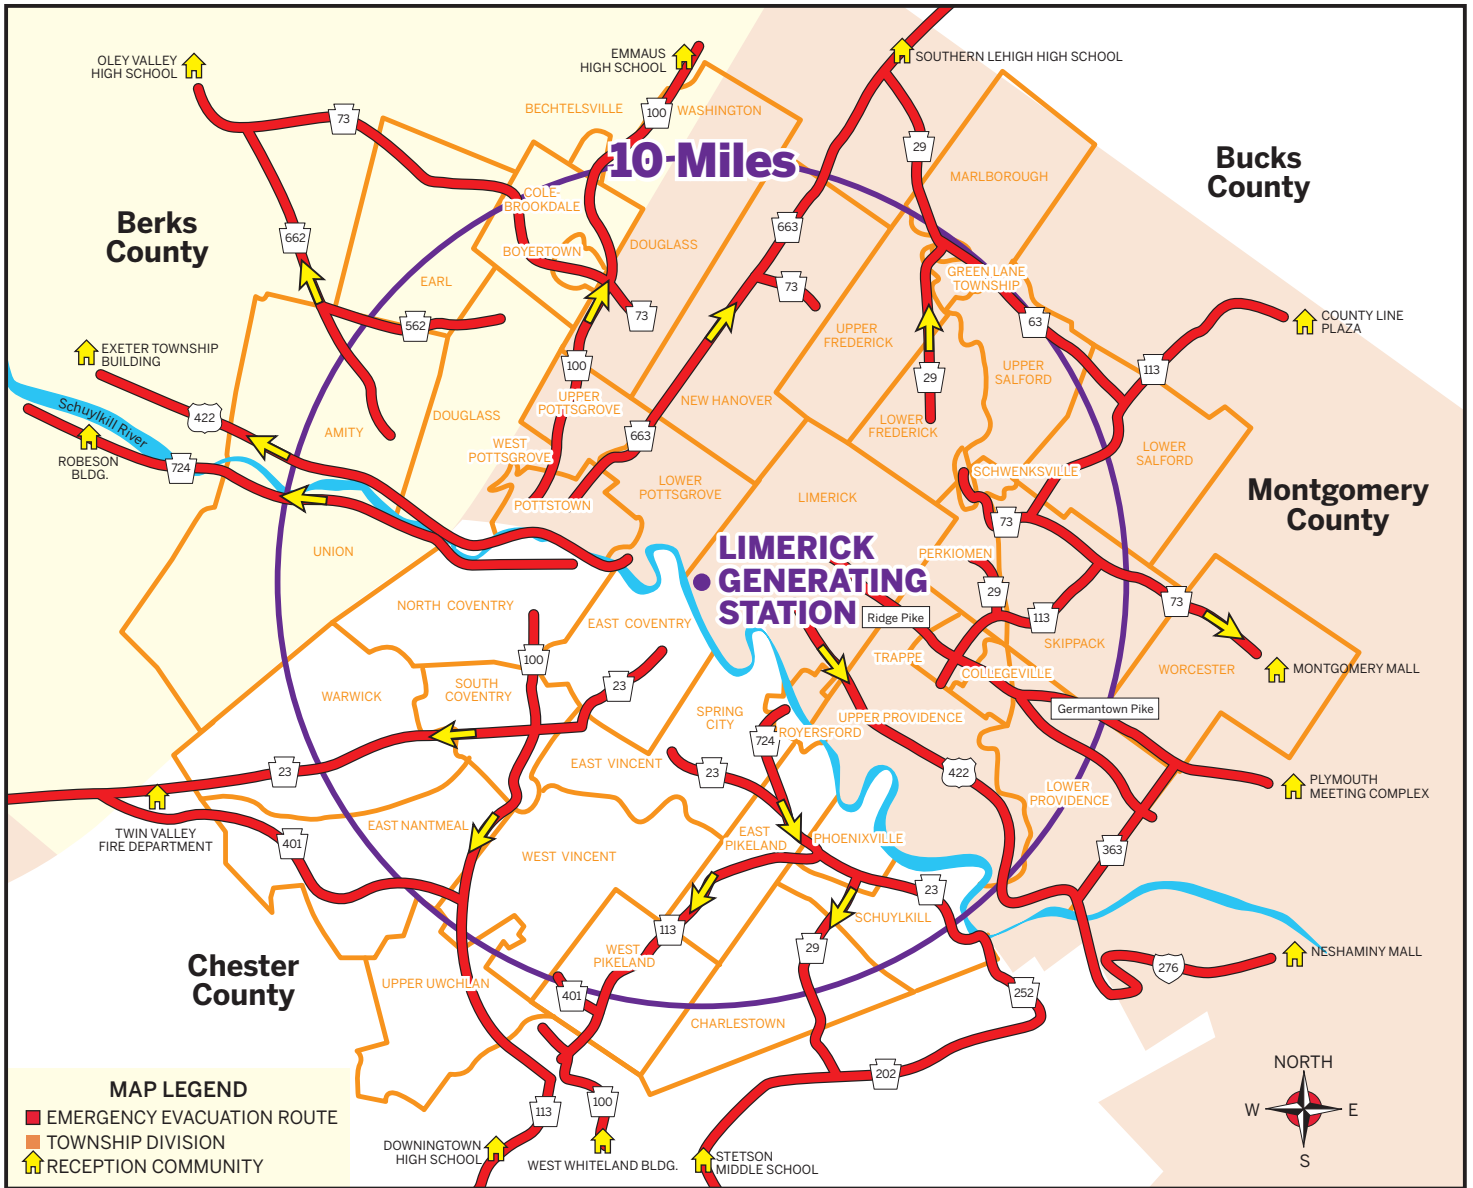 OLEY VALLEY
HIGH SCHOOL
EMMAUS
HIGH SCHOOL
SOUTHERN LEHIGH HIGH SCHOOL
BECHTELSVILLE
100
WASHINGTON
73
10-Miles
29
MARLBOROUGH
Bucks
County
COLE-
BROOKDALE
Berks
County
662
BOYERTOWN
DOUGLASS
663
EARL
73
GREEN LANE
TOWNSHIP
562
73
UPPER
FREDERICK
63
COUNTY LINE
PLAZA
EXETER TOWNSHIP
BUILDING
100
29
UPPER
SALFORD
113
422
Schuylkill River
DOUGLASS
UPPER
POTTSGROVE
NEW HANOVER
AMITY
WEST
POTTSGROVE
663
LOWER
FREDERICK
LOWER
SALFORD
ROBESON
BLDG.
724
POTTSTOWN
LOWER
POTTSGROVE
LIMERICK
SCHWENKSVILLE
Montgomery
County
73
UNION
LIMERICK
GENERATING
STATION
PERKIOMEN
29
73
NORTH COVENTRY
EAST COVENTRY
Ridge Pike
113
SKIPPACK
100
TRAPPE
COLLEGEVILLE
WORCESTER
MONTGOMERY MALL
WARWICK
SOUTH
COVENTRY
23
Germantown Pike
SPRING
CITY
UPPER PROVIDENCE
724
ROYERSFORD
23
EAST VINCENT
23
422
LOWER
PROVIDENCE
PLYMOUTH
MEETING COMPLEX
TWIN VALLEY
FIRE DEPARTMENT
401
EAST NANTMEAL
WEST VINCENT
EAST
PIKELAND
PHOENIXVILLE
363
23
SCHUYLKILL
113
29
Chester
County
WEST
PIKELAND
NESHAMINY MALL
276
UPPER UWCHLAN
401
252
CHARLESTOWN
202
NORTH
W
E
S
MAP LEGEND
EMERGENCY EVACUATION ROUTE
TOWNSHIP DIVISION
RECEPTION COMMUNITY
113
100
DOWNINGTOWN
HIGH SCHOOL
WEST WHITELAND BLDG.
STETSON
MIDDLE SCHOOL